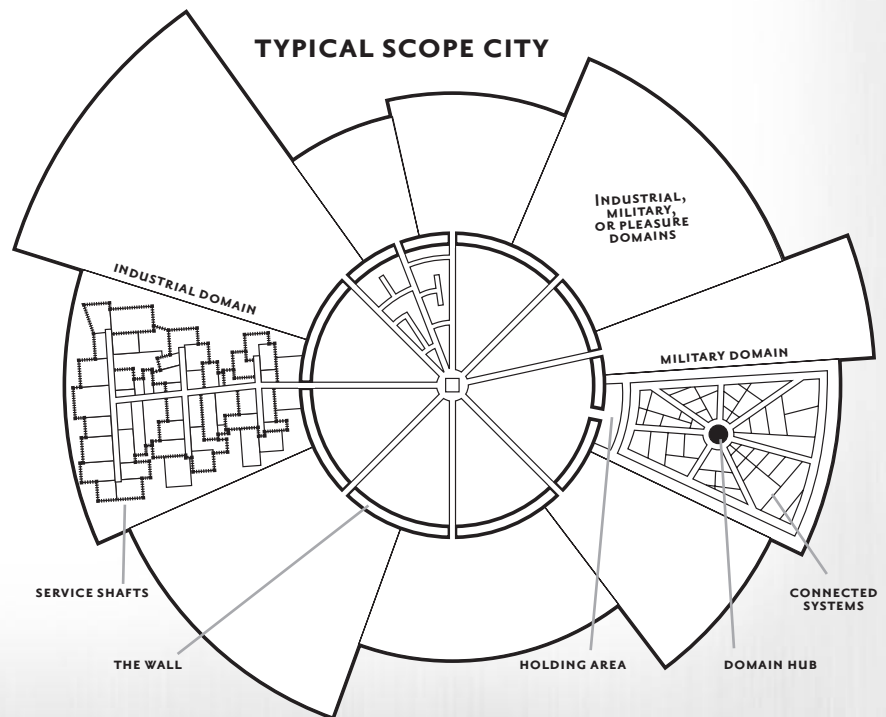 TYPICAL SCOPE CITY
INDUSTRIAL,
MILITARY,
OR PLEASURE
DOMAINS
INDUSTRIAL DOMAIN
MILITARY DOMAIN
SERVICE SHAFTS
CONNECTED
SYSTEMS
THE WALL
HOLDING AREA
DOMAIN HUB